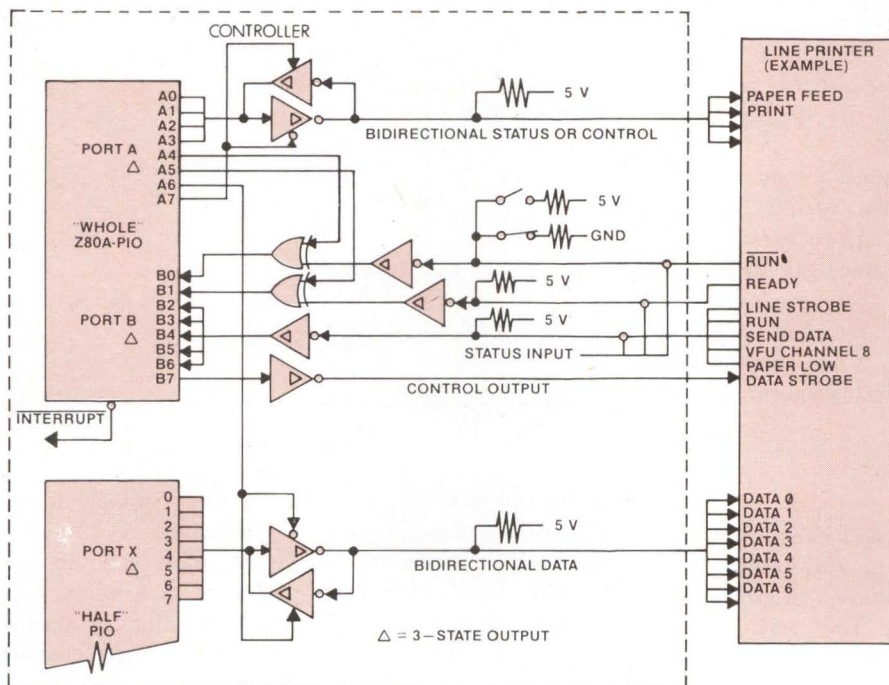 CONTROLLER
A0
A1
A2
A3
A4
A5
A6
A7
PORT A
△
"WHOLE"
Z80A-PIO
B0
B1
B2
B3
B4
B5
B6
B7
PORT B
△
INTERRUPT
5 V
BIDIRECTIONAL STATUS OR CONTROL
5 V
GND
5 V
5 V
STATUS INPUT
CONTROL OUTPUT
LINE PRINTER
(EXAMPLE)
PAPER FEED
PRINT
RUN
READY
LINE STROBE
RUN
SEND DATA
VFU CHANNEL 8
PAPER LOW
DATA STROBE
0
1
2
3
4
5
6
7
PORT X
△
"HALF"
PIO
5 V
BIDIRECTIONAL DATA
△ = 3-STATE OUTPUT
DATA 0
DATA 1
DATA 2
DATA 3
DATA 4
DATA 5
DATA 6